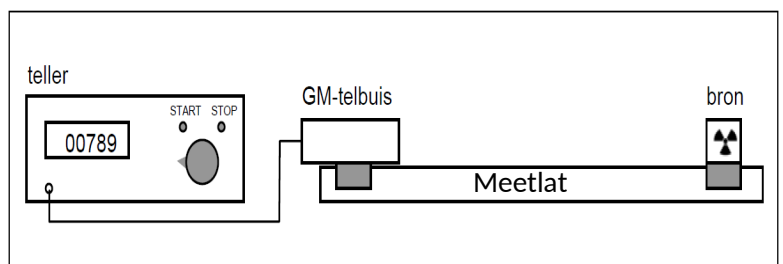 teller
GM-telbuis
bron
START STOP
00789
Meetlat